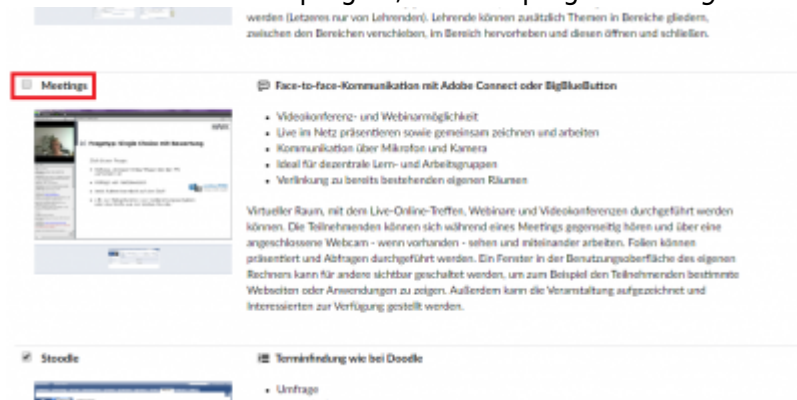 werden (Letzeres nur von Lehrenden). Lehrende können zusätzlich Themen in Bereiche gliedern,
zwischen den Bereichen verschieben, im Bereich hervorheben und diesen öffnen und schließen.
Meetings
Face-to-face-Kommunikation mit Adobe Connect oder BigBlueButton
Videokonferenz- und Webinarmöglichkeit
Live im Netz präsentieren sowie gemeinsam zeichnen und arbeiten
Kommunikation über Mikrofon und Kamera
Ideal für dezentrale Lern- und Arbeitsgruppen
Verlinkung zu bereits bestehenden eigenen Räumen
Virtueller Raum, mit dem Live-Online-Treffen, Webinare und Videokonferenzen durchgeführt werden
können. Die Teilnehmenden können sich während eines Meetings gegenseitig hören und über eine
angeschlossene Webcam - wenn vorhanden - sehen und miteinander arbeiten. Folien können
präsentiert und Abfragen durchgeführt werden. Ein Fenster in der Benutzungsoberfläche des eigenen
Rechners kann für andere sichtbar geschaltet werden, um zum Beispiel den Teilnehmenden bestimmte
Webseiten oder Anwendungen zu zeigen. Außerdem kann die Veranstaltung aufgezeichnet und
Interessierten zur Verfügung gestellt werden.
Stoodle
Terminfindung wie bei Doodle
Umfrage